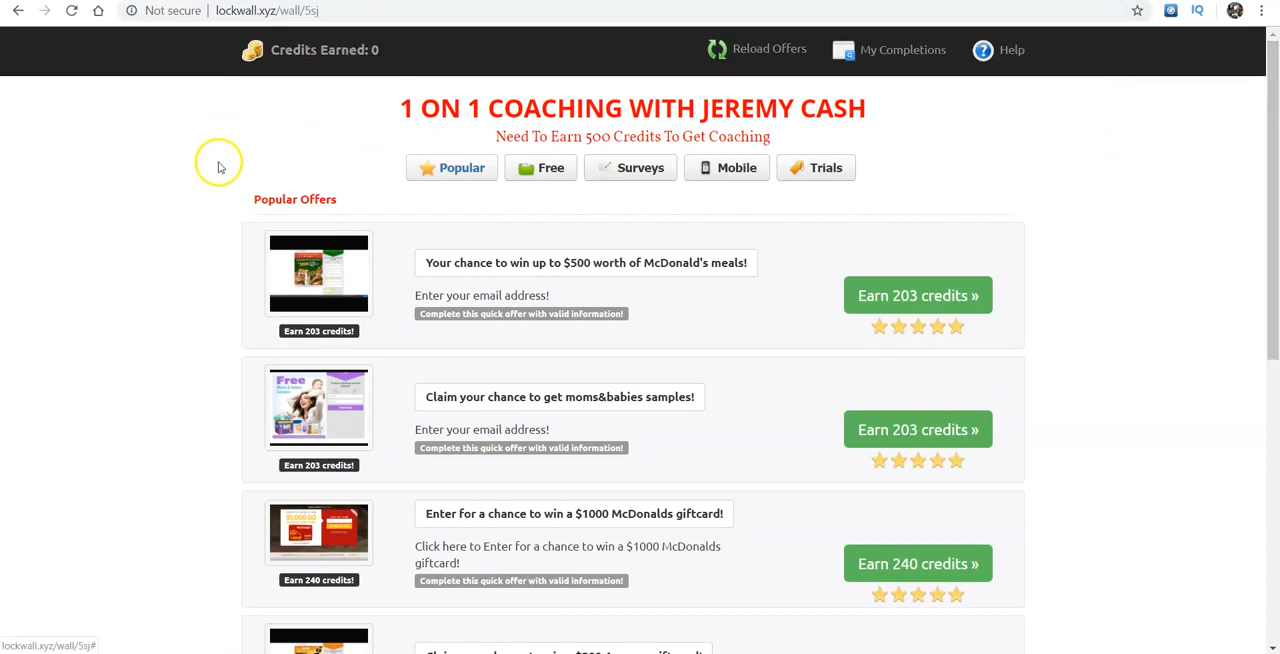 Not secure | lockwall.xyz/wall/5sj
IQ
Credits Earned: 0
Reload Offers
My Completions
Help
1 ON 1 COACHING WITH JEREMY CASH
Need To Earn 500 Credits To Get Coaching
Popular
Free
Surveys
Mobile
Trials
Popular Offers
Your chance to win up to $500 worth of McDonald's meals!
Enter your email address!
Complete this quick offer with valid information!
Earn 203 credits!
Earn 203 credits »
Claim your chance to get moms&babies samples!
Enter your email address!
Complete this quick offer with valid information!
Free
Earn 203 credits!
Earn 203 credits »
Enter for a chance to win a $1000 McDonalds giftcard!
Click here to Enter for a chance to win a $1000 McDonalds
giftcard!
Complete this quick offer with valid information!
$1,000.00
Earn 240 credits!
Earn 240 credits »
lockwall.xyz/wall/5sj#